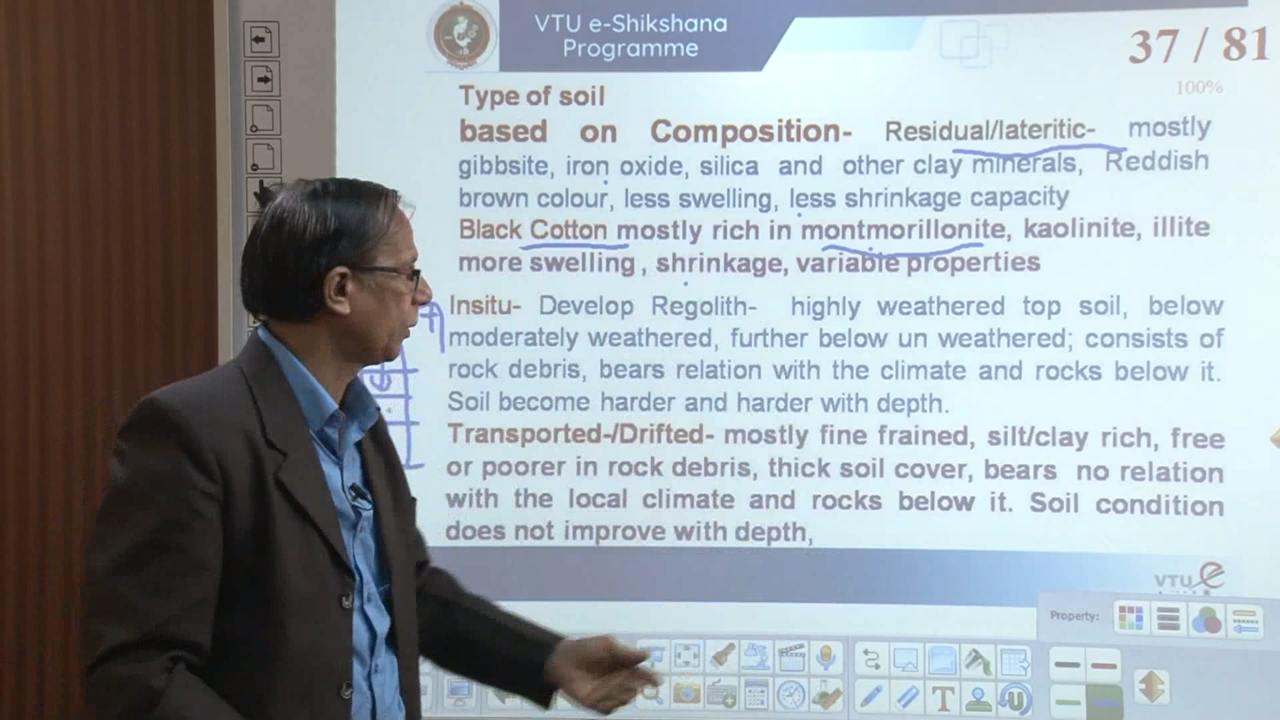 VTU e-Shikshana
Programme
37 / 81
100%
Type of soil
based on Composition- Residual/lateritic- mostly
gibbsite, iron oxide, silica and other clay minerals, Reddish
brown colour, less swelling, less shrinkage capacity
Black Cotton mostly rich in montmorillonite, kaolinite, illite
more swelling , shrinkage, variable properties
Insitu- Develop Regolith- highly weathered top soil, below
moderately weathered, further below un weathered; consists of
rock debris, bears relation with the climate and rocks below it.
Soil become harder and harder with depth.
Transported-/Drifted- mostly fine frained, silt/clay rich, free
or poorer in rock debris, thick soil cover, bears no relation
with the local climate and rocks below it. Soil condition
does not improve with depth,
VTU e
Property:
T